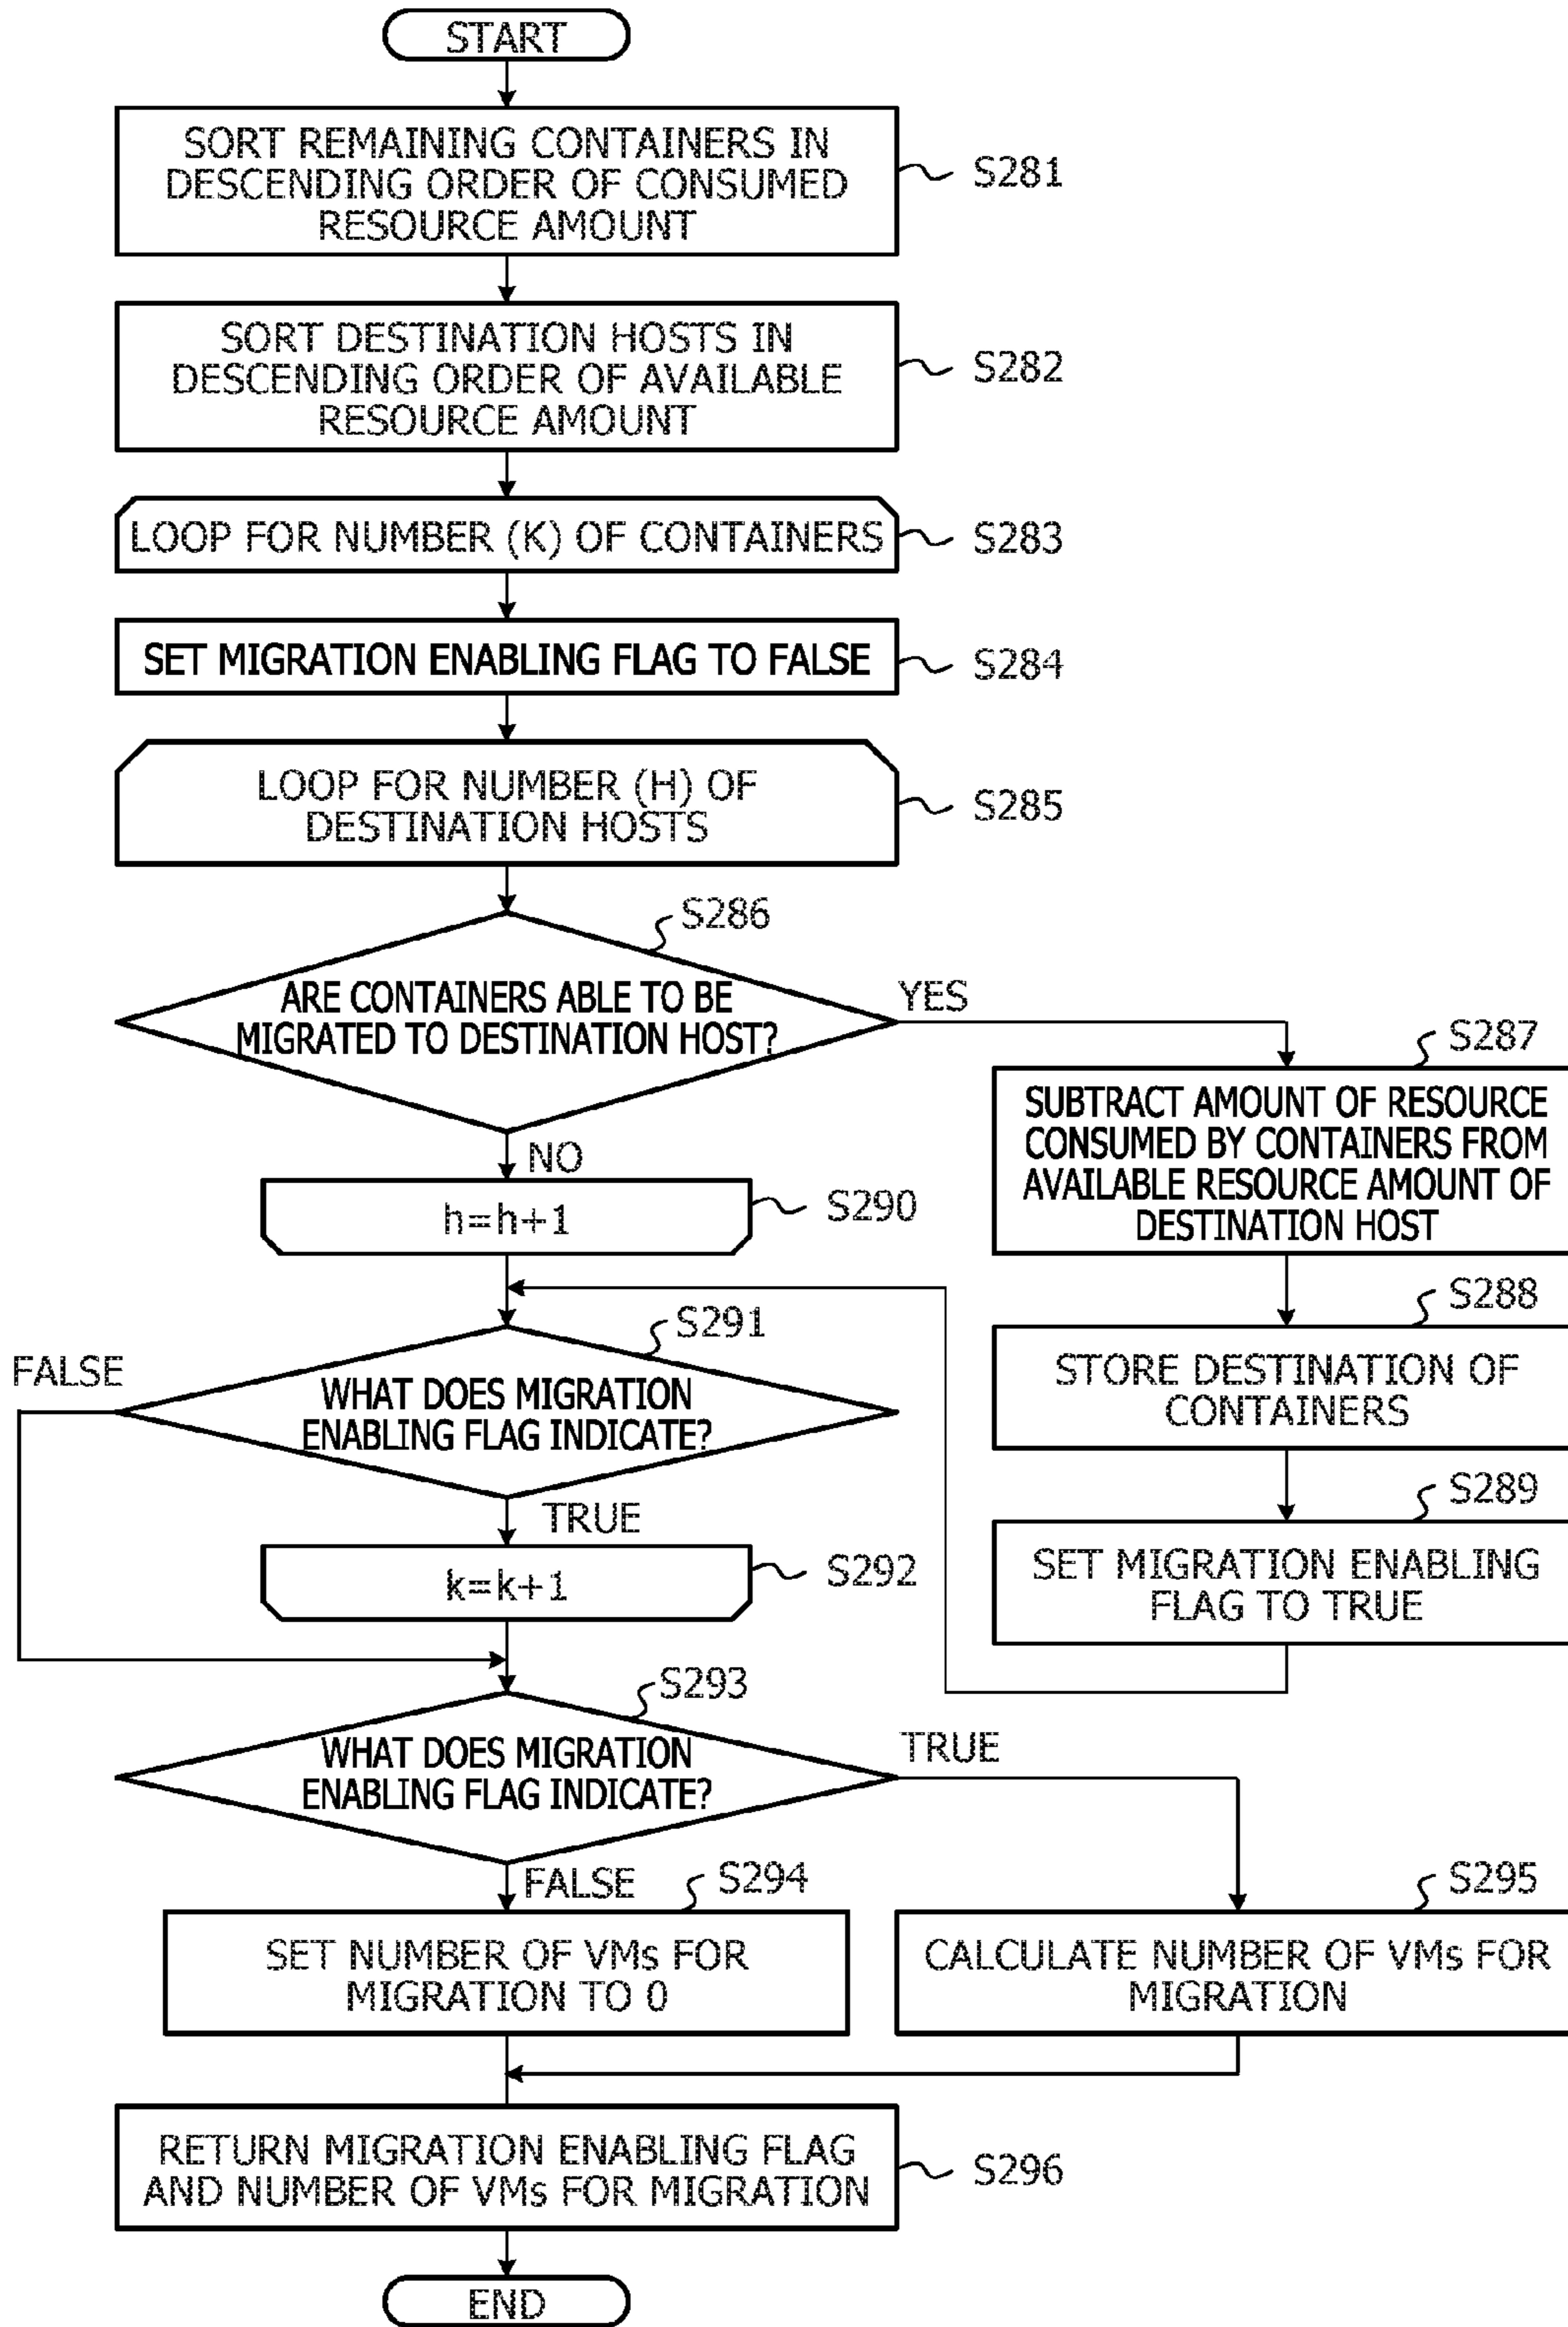 START
SORT REMAINING CONTAINERS IN
DESCENDING ORDER OF CONSUMED
RESOURCE AMOUNT
S281
SORT DESTINATION HOSTS IN
DESCENDING ORDER OF AVAILABLE
RESOURCE AMOUNT
S282
LOOP FOR NUMBER (K) OF CONTAINERS
S283
SET MIGRATION ENABLING FLAG TO FALSE
S284
LOOP FOR NUMBER (H) OF
DESTINATION HOSTS
S285
S286
ARE CONTAINERS ABLE TO BE
MIGRATED TO DESTINATION HOST?
YES
NO
S287
SUBTRACT AMOUNT OF RESOURCE
CONSUMED BY CONTAINERS FROM
AVAILABLE RESOURCE AMOUNT OF
DESTINATION HOST
S288
STORE DESTINATION OF
CONTAINERS
S289
SET MIGRATION ENABLING
FLAG TO TRUE
h=h+1
S290
S291
FALSE
WHAT DOES MIGRATION
ENABLING FLAG INDICATE?
TRUE
k=k+1
S292
S293
WHAT DOES MIGRATION
ENABLING FLAG INDICATE?
TRUE
FALSE
S294
SET NUMBER OF VMs FOR
MIGRATION TO 0
S295
CALCULATE NUMBER OF VMs FOR
MIGRATION
RETURN MIGRATION ENABLING FLAG
AND NUMBER OF VMs FOR MIGRATION
S296
END